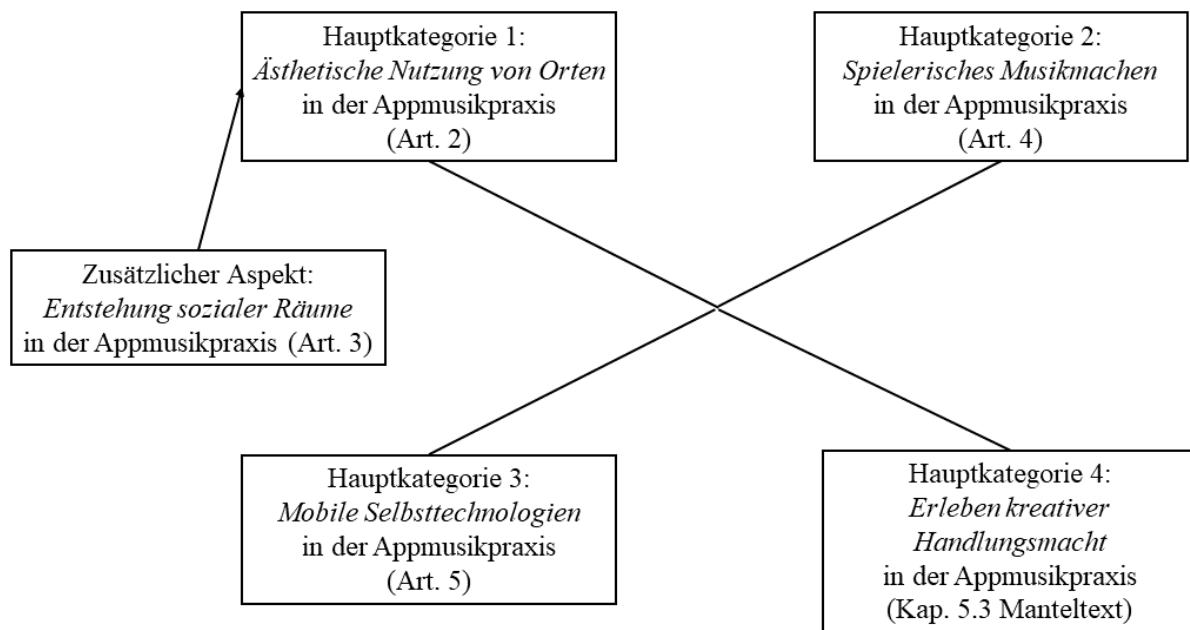 Hauptkategorie 1:
Ästhetische Nutzung von Orten
in der Appmusikpraxis
(Art. 2)
Hauptkategorie 2:
Spielerisches Musikmachen
in der Appmusikpraxis
(Art. 4)
Zusätzlicher Aspekt:
Entstehung sozialer Räume
in der Appmusikpraxis (Art. 3)
Hauptkategorie 3:
Mobile Selbsttechnologien
in der Appmusikpraxis
(Art. 5)
Hauptkategorie 4:
Erleben kreativer
Handlungsmacht
in der Appmusikpraxis
(Kap. 5.3 Manteltext)